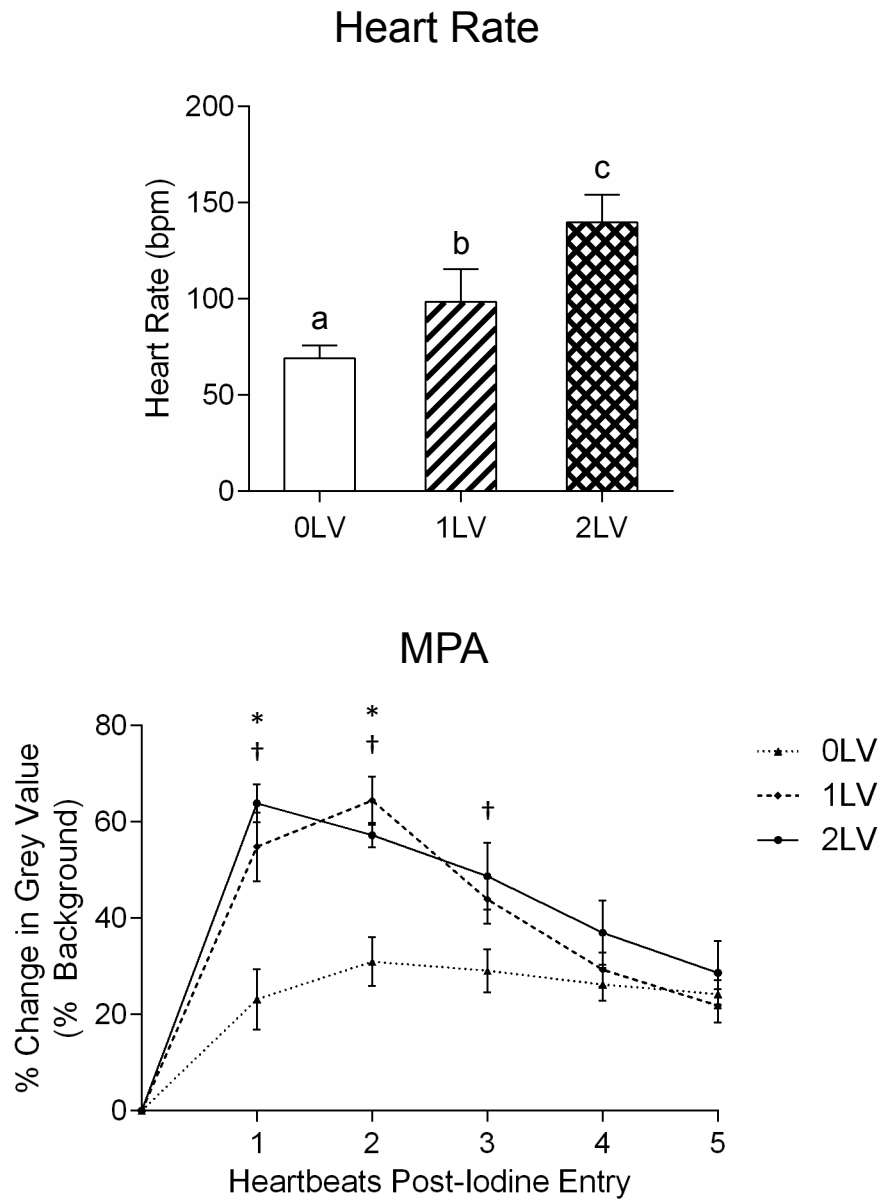 Heart Rate
Heart Rate (bpm)
200
150
100
50
0
a
b
c
0LV
1LV
2LV
MPA
% Change in Grey Value
(% Background)
80
60
40
20
0
*
†
*
†
†
1
2
3
4
5
Heartbeats Post-Iodine Entry
0LV
1LV
2LV